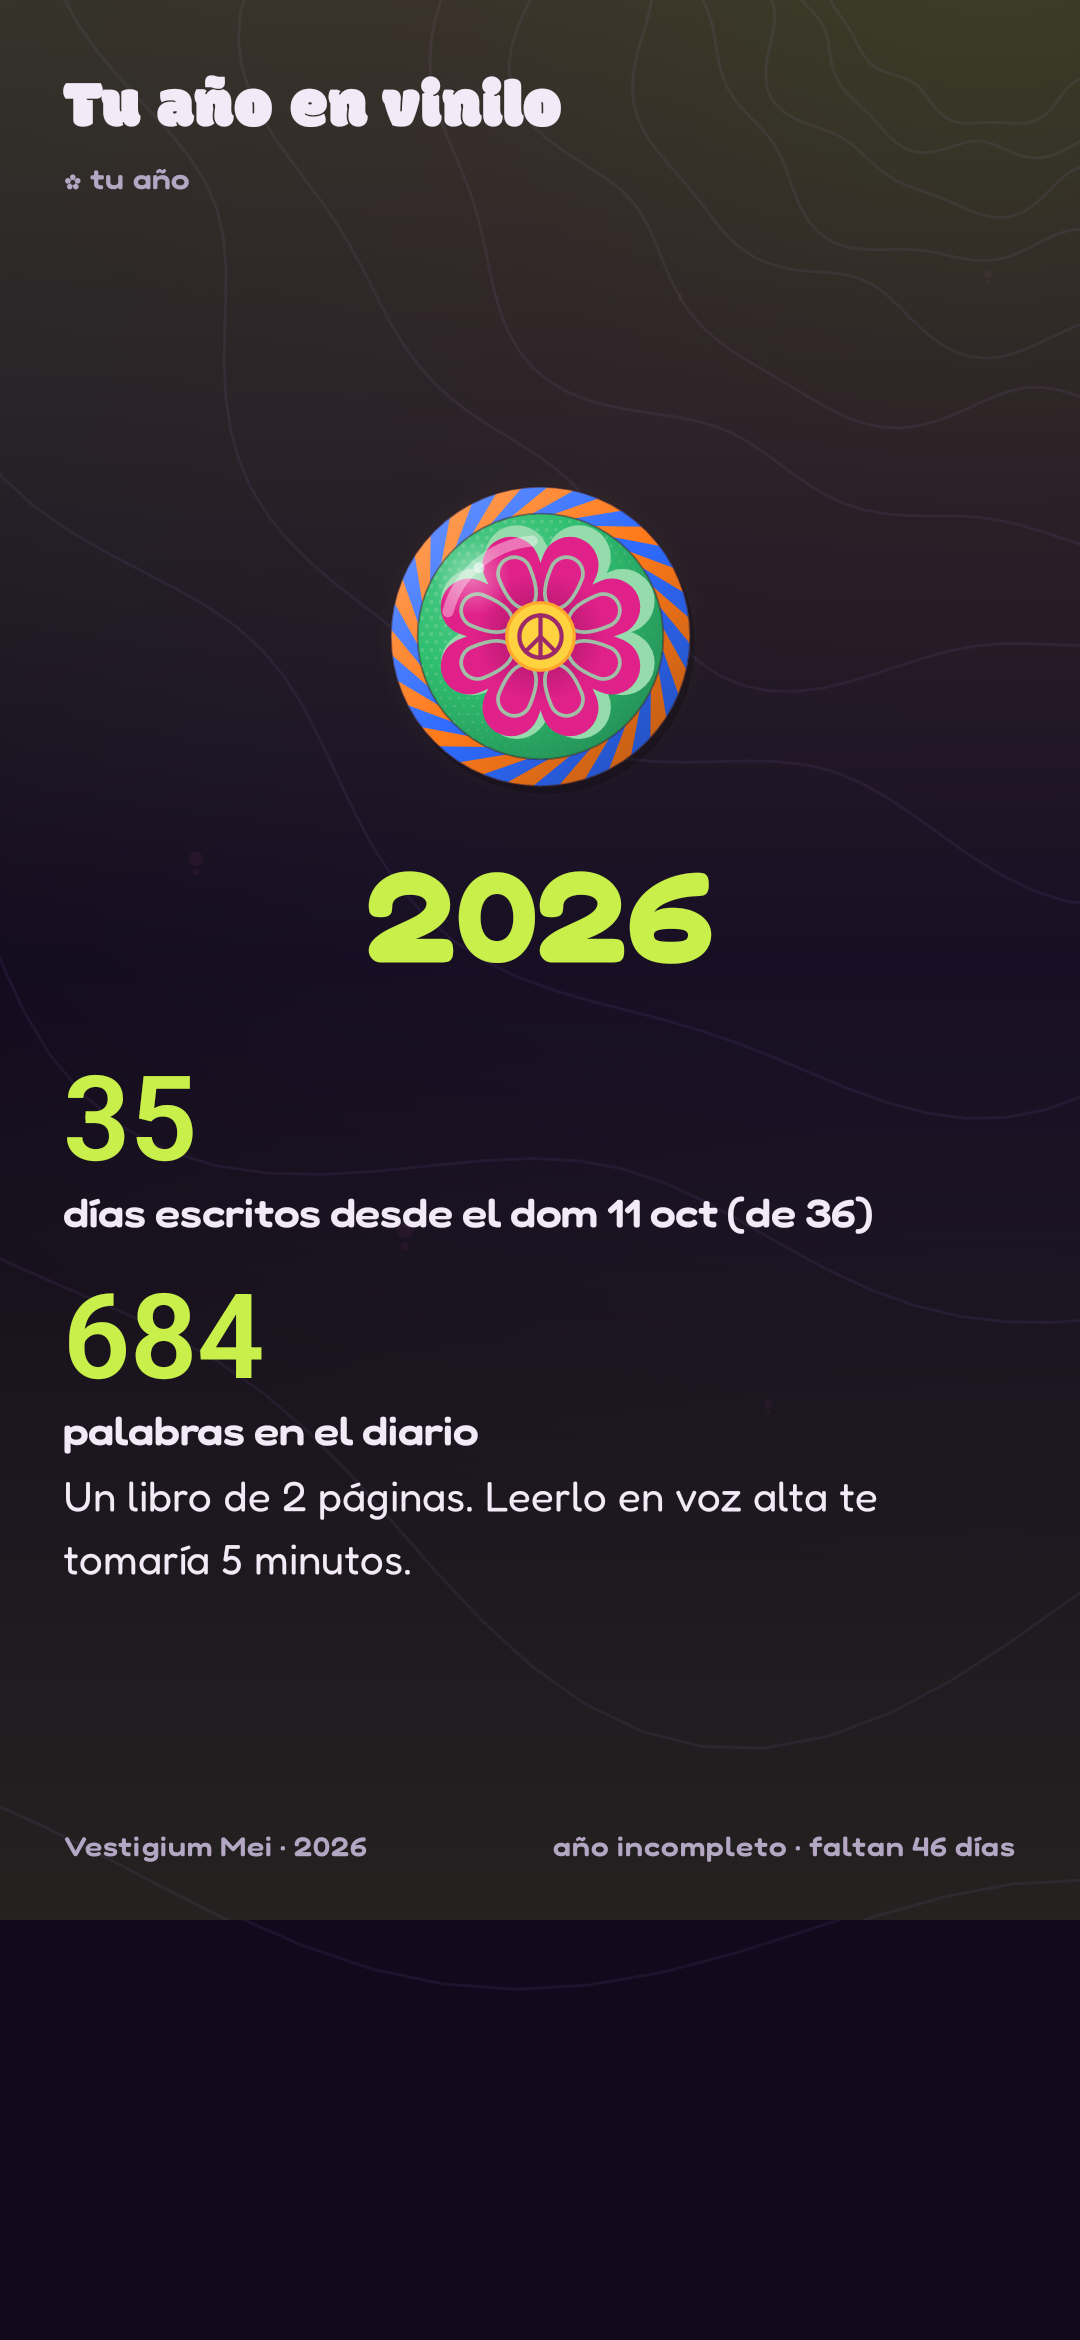 Tu año en vinilo
✿ tu año
2026
35
días escritos desde el dom 11 oct (de 36)
684
palabras en el diario
Un libro de 2 páginas. Leerlo en voz alta te
tomaría 5 minutos.
Vestigium Mei · 2026
año incompleto · faltan 46 días